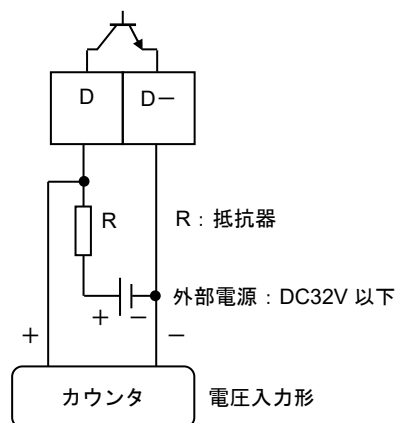 D D－
R R：抵抗器
外部電源：DC32V 以下
＋ －
＋ －
カウンタ 電圧入力形